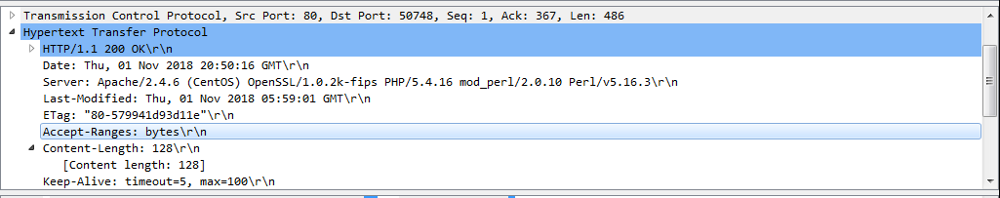 Transmission Control Protocol, Src Port: 80, Dst Port: 50748, Seq: 1, Ack: 367, Len: 486
Hypertext Transfer Protocol
HTTP/1.1 200 OK\r\n
Date: Thu, 01 Nov 2018 20:50:16 GMT\r\n
Server: Apache/2.4.6 (CentOS) OpenSSL/1.0.2k-fips PHP/5.4.16 mod_perl/2.0.10 Perl/v5.16.3\r\n
Last-Modified: Thu, 01 Nov 2018 05:59:01 GMT\r\n
ETag: "80-579941d93d11e"\r\n
Accept-Ranges: bytes\r\n
Content-Length: 128\r\n
[Content length: 128]
Keep-Alive: timeout=5, max=100\r\n